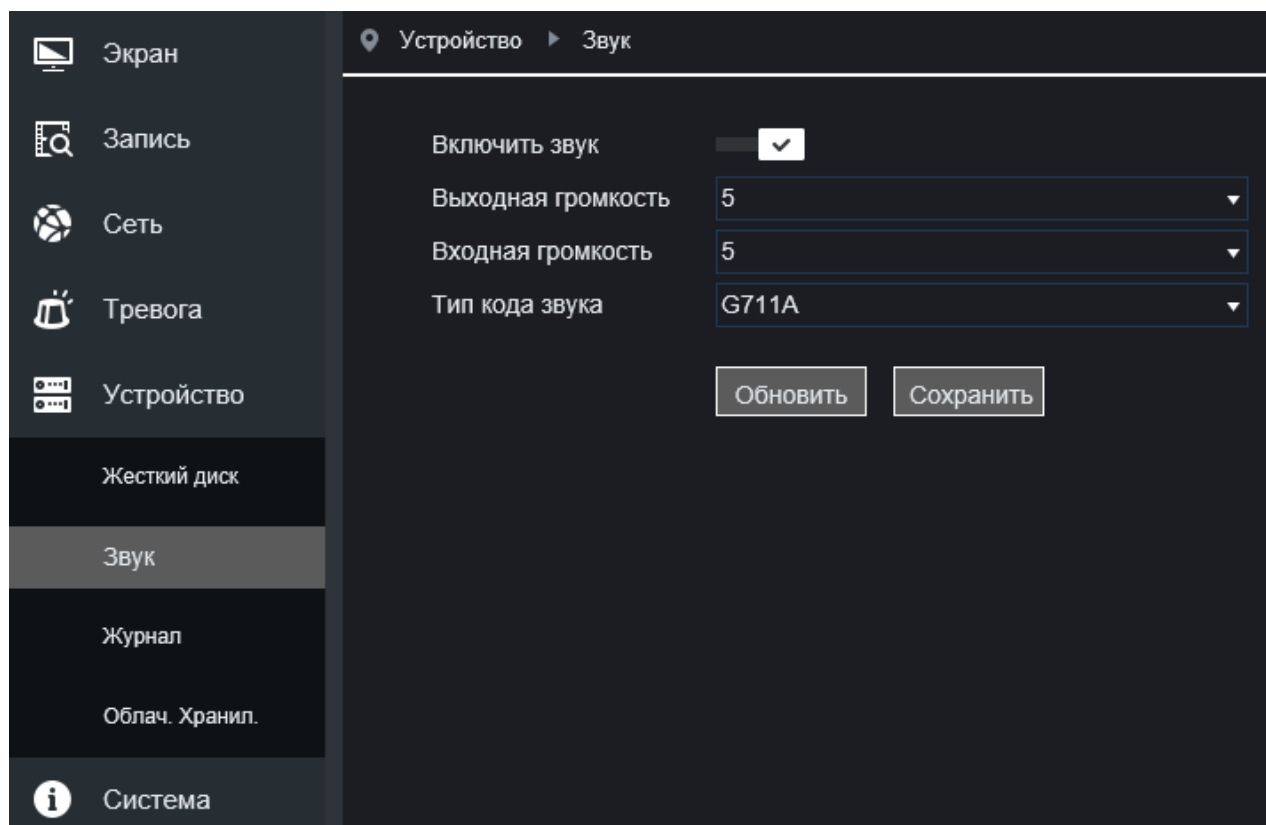 Экран
Запись
Сеть
Тревога
Устройство
Жесткий диск
Звук
Журнал
Облач. Хранил.
Система
Устройство Звук
Включить звук
Выходная громкость 5
Входная громкость 5
Тип кода звука G711A
Обновить Сохранить